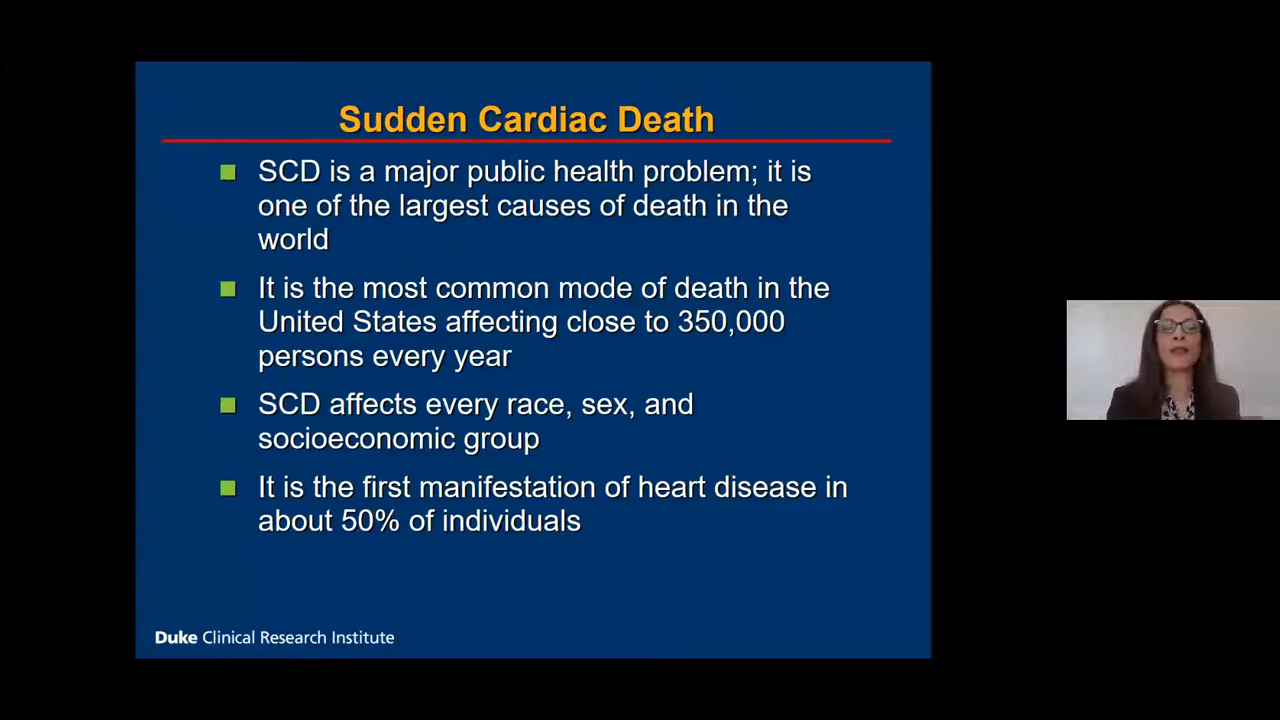 Sudden Cardiac Death
SCD is a major public health problem; it is
one of the largest causes of death in the
world
It is the most common mode of death in the
United States affecting close to 350,000
persons every year
SCD affects every race, sex, and
socioeconomic group
It is the first manifestation of heart disease in
about 50% of individuals
Duke Clinical Research Institute